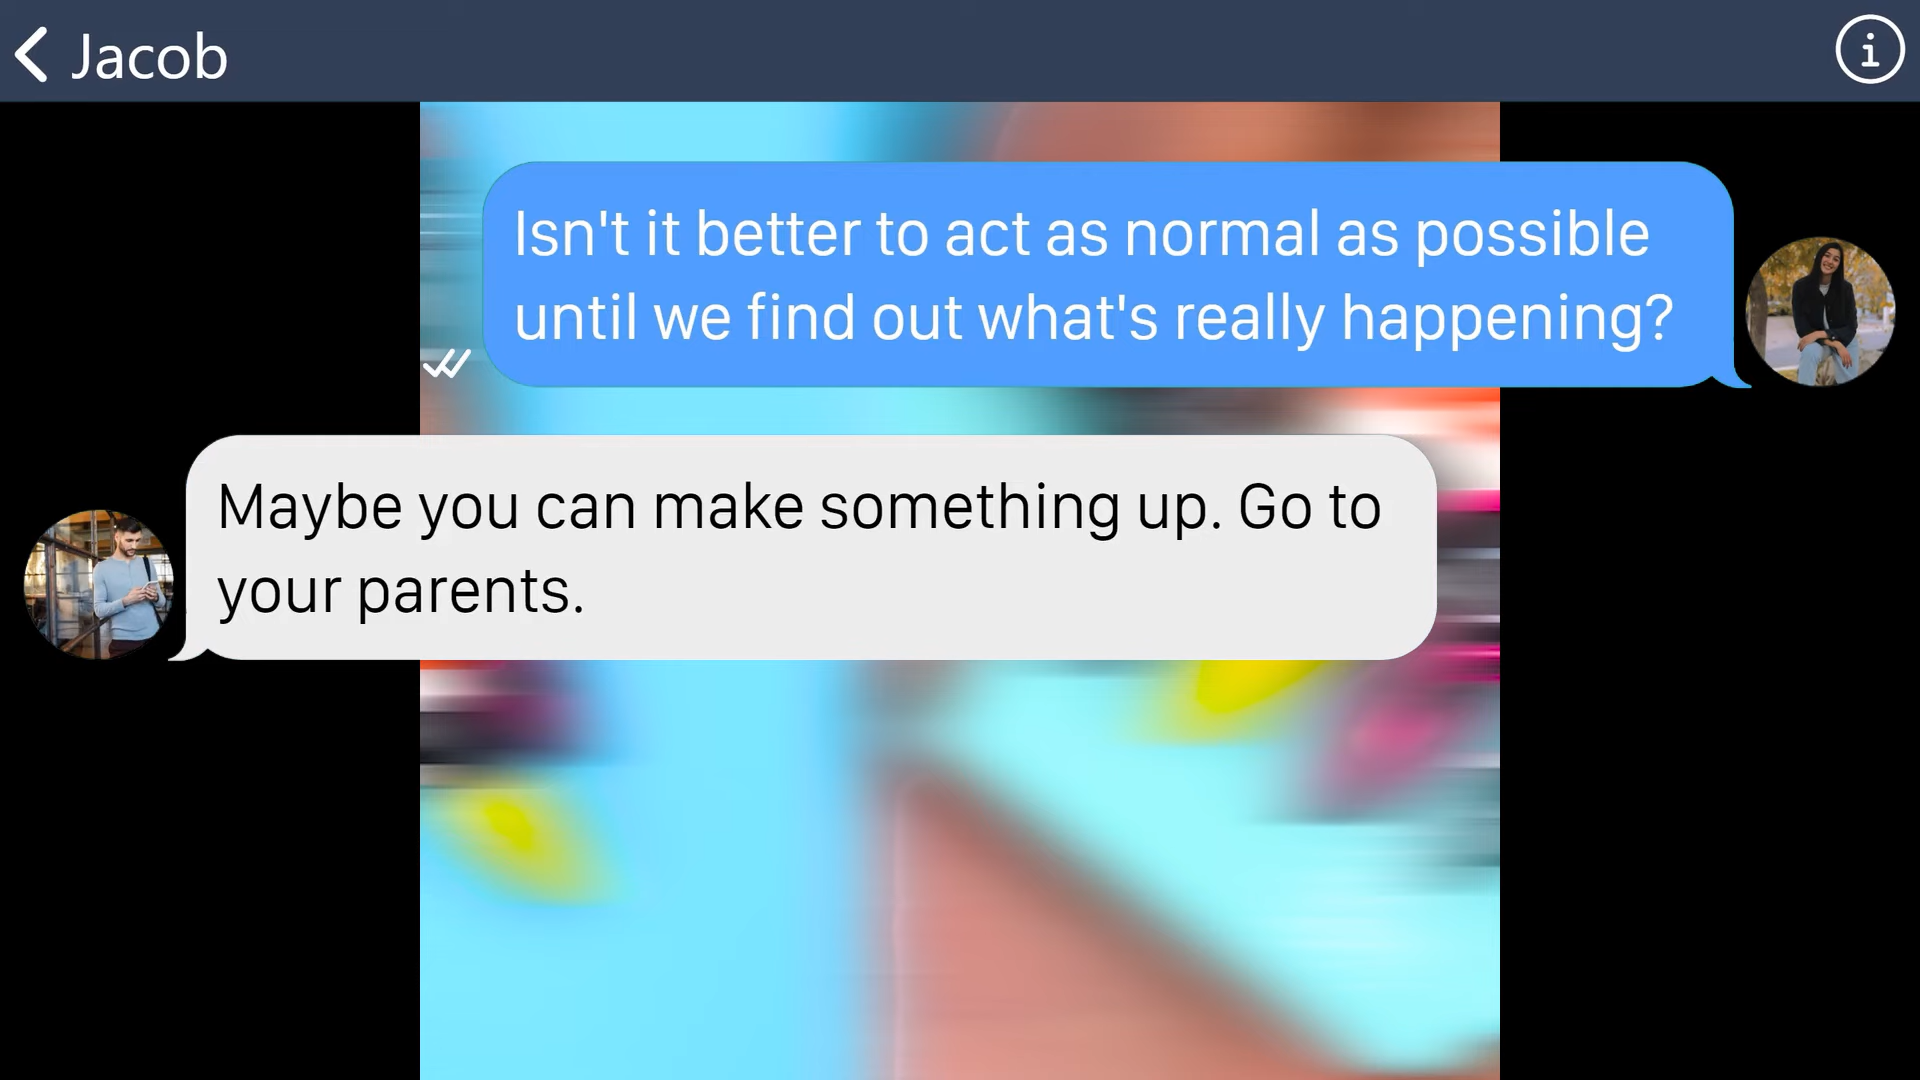 Jacob
Isn't it better to act as normal as possible
until we find out what's really happening?
Maybe you can make something up. Go to
your parents.